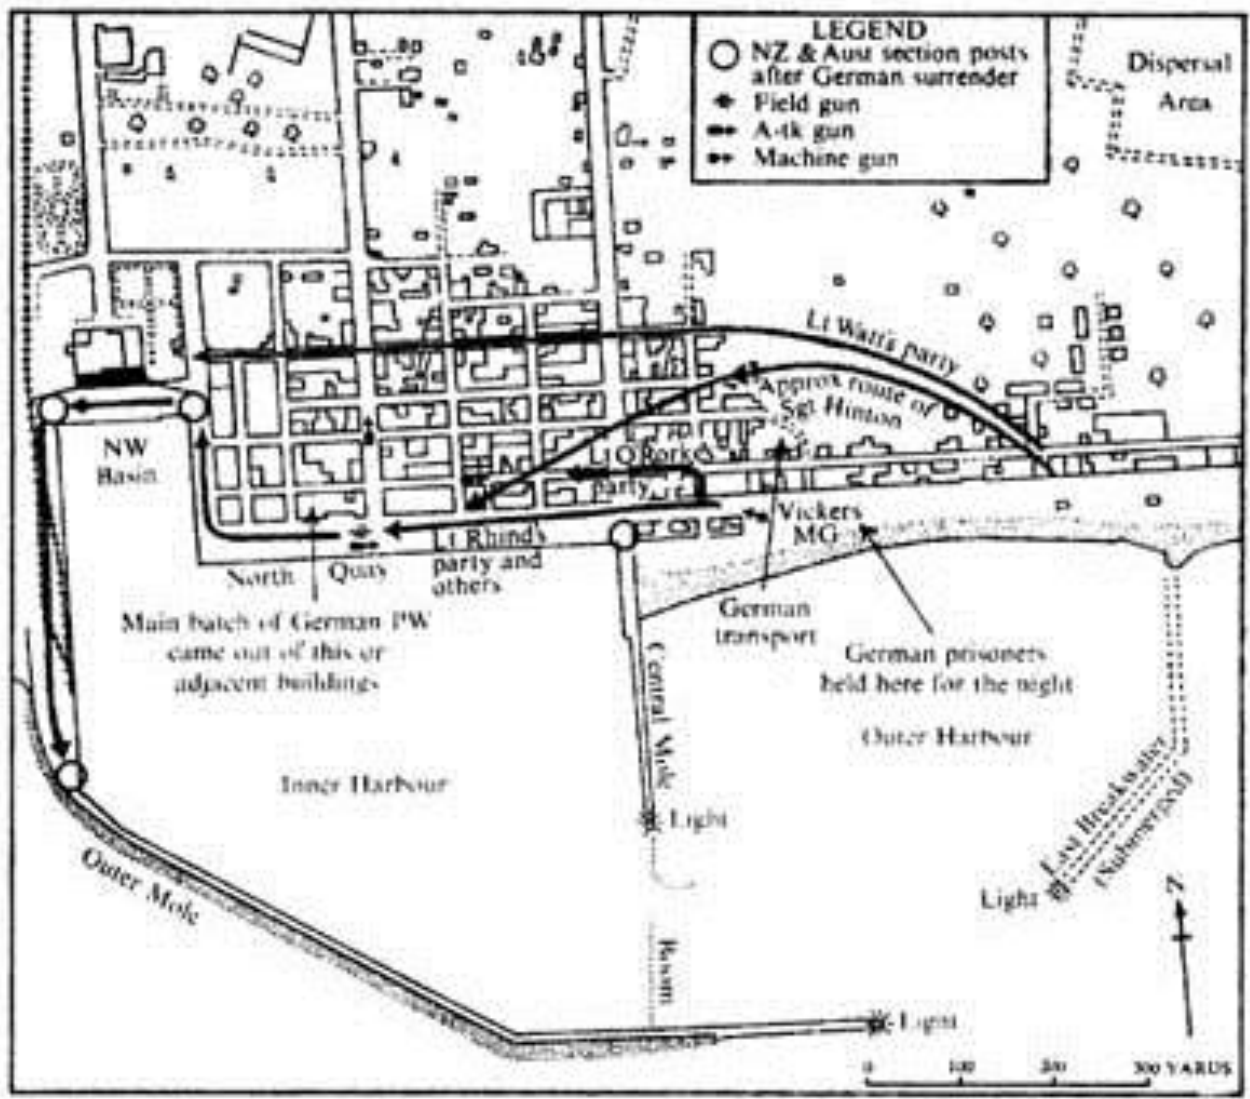 LEGEND
NZ & Aust section posts
after German surrender
Field gun
A-tk gun
Machine gun
Dispersal
Area
Lt Watts party
Approx route of
Sgt Hinton
NW
Basin
Lt O'Rorke
party
Vickers
MG
Lt Rhind's
party and
others
North Quay
Main batch of German PW
came out of this or
adjacent buildings
German
transport
German prisoners
held here for the night
Central Mole
Outer Harbour
Inner Harbour
Light
East Breakwater
(Submerged)
Light
Outer Mole
Boom
Light
N
0 100 200 300 YARDS